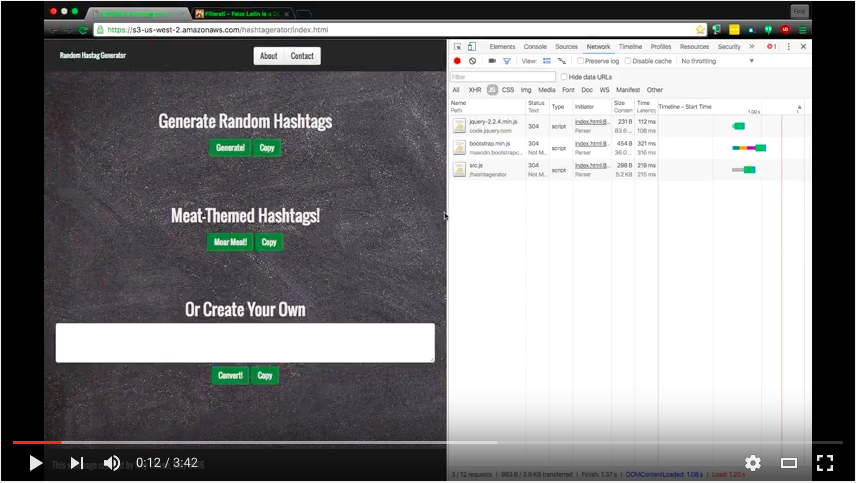 Fillerati - Faux Latin is a D
Roy
https://s3-us-west-2.amazonaws.com/hashtagerator/index.html
Random Hastag Generator
About
Contact
Generate Random Hashtags
Generate!
Copy
Meat-Themed Hashtags!
Moar Meat!
Copy
Or Create Your Own
Convert!
Copy
Elements Console Sources Network Timeline Profiles Resources Security » 1
View: Preserve log Disable cache No throttling
Filter Hide data URLs
All XHR JS CSS Img Media Font Doc WS Manifest Other
Name Status Type Initiator Size Time Timeline – Start Time
Path Text Conten Latency 1.00 s
jquery-2.2.4.min.js 304 script index.html:8... 231 B 112 ms
code.jquery.com Not M... Parser 83.6... 108 ms
bootstrap.min.js 304 script index.html:8... 454 B 321 ms
maxcdn.bootstrapc... Not M... Parser 36.0... 316 ms
src.js 304 script index.html:8... 298 B 219 ms
/hashtagerator Not M... Parser 5.2 KB 215 ms
3 / 12 requests | 983 B / 3.9 KB transferred | Finish: 1.37 s | DOMContentLoaded: 1.08 s | Load: 1.20 s
0:12 / 3:42